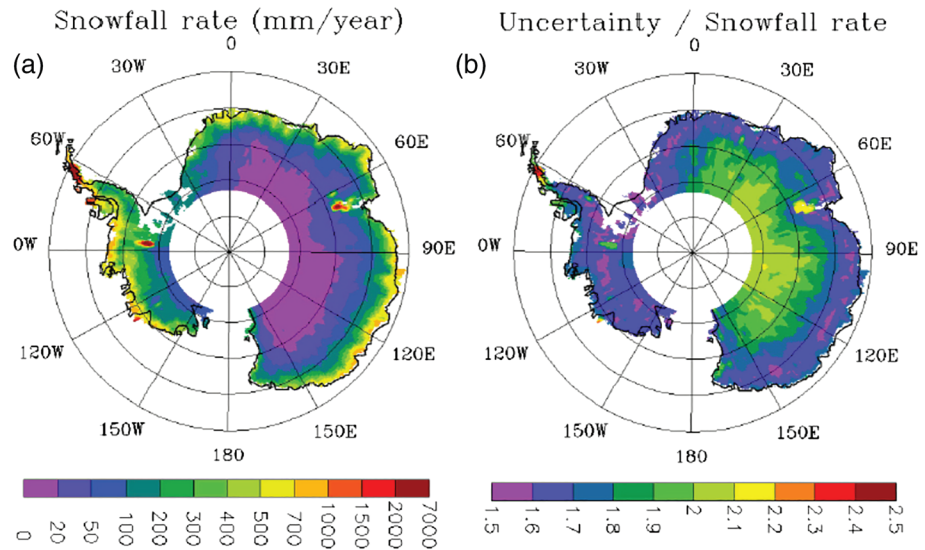 Snowfall rate (mm/year)
Uncertainty / Snowfall rate
(a)
0
30W
30E
60W
60E
0W
90E
120W
120E
150W
150E
180
(b)
0
30W
30E
60W
60E
0W
90E
120W
120E
150W
150E
180
0 20 50 100 200 300 400 500 700 1000 1500 2000 7000
1.5 1.6 1.7 1.8 1.9 2 2.1 2.2 2.3 2.4 2.5